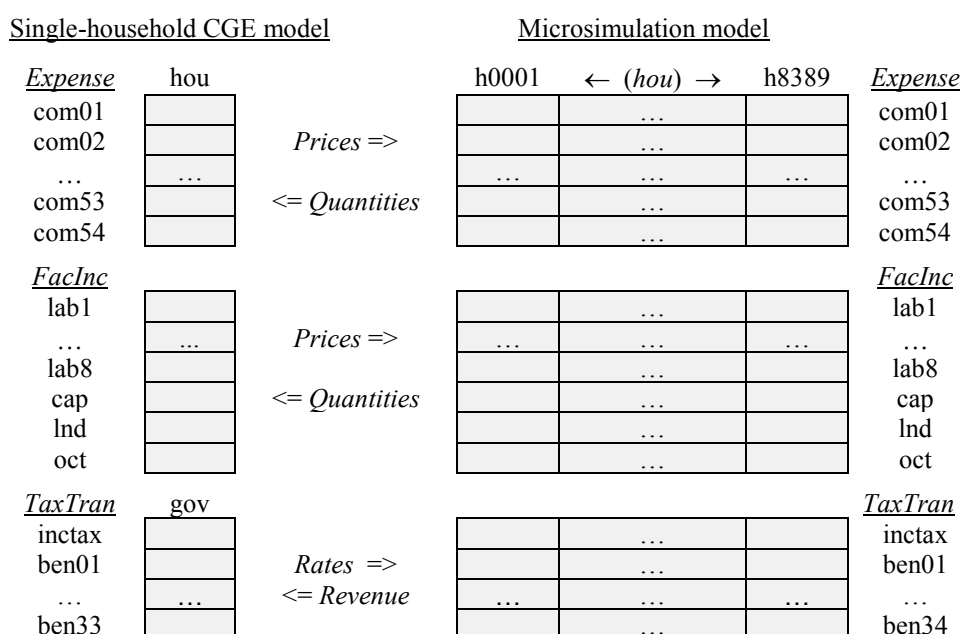 Single-household CGE model Microsimulation model
Expense hou h0001 ← (hou) → h8389 Expense
com01 … com01
com02 Prices => … com02
… … … … … …
com53 <= Quantities … com53
com54 … com54
FacInc FacInc
lab1 … lab1
… ... Prices => … … … …
lab8 … lab8
cap <= Quantities … cap
lnd … lnd
oct … oct
TaxTran gov TaxTran
inctax … inctax
ben01 Rates => … ben01
… … <= Revenue … … … …
ben33 … ben34